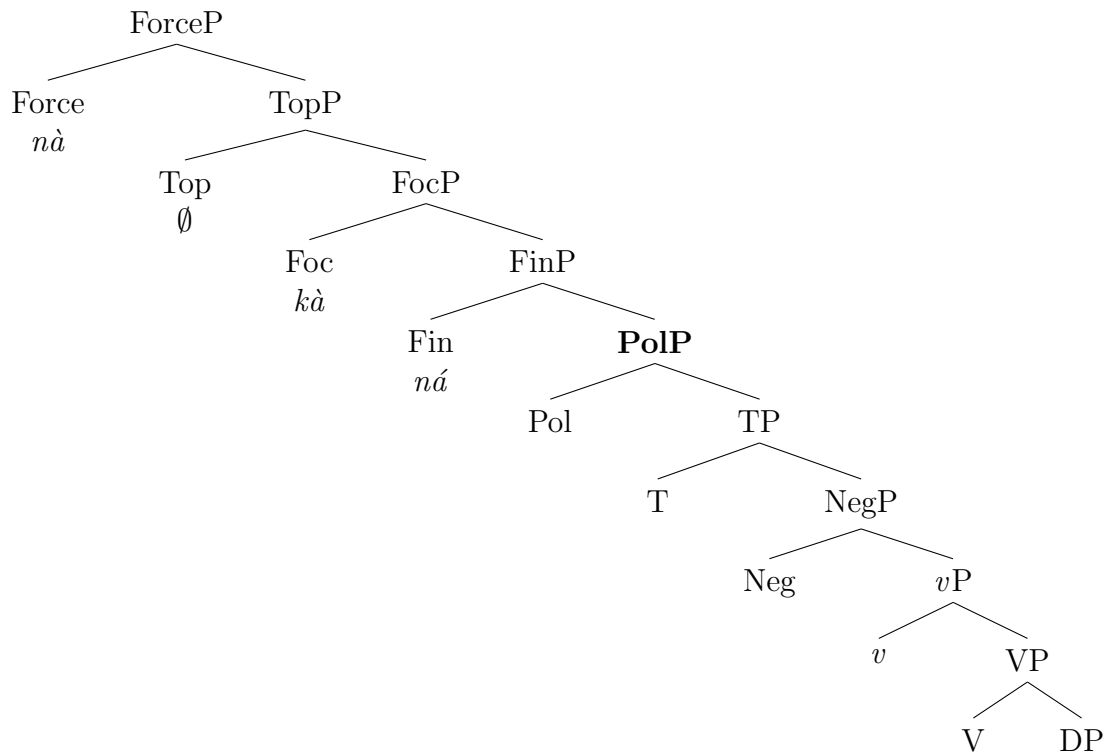 ForceP
Force TopP
nà
Top FocP
∅
Foc FinP
kà
Fin PolP
ná
Pol TP
T NegP
Neg vP
v VP
V DP